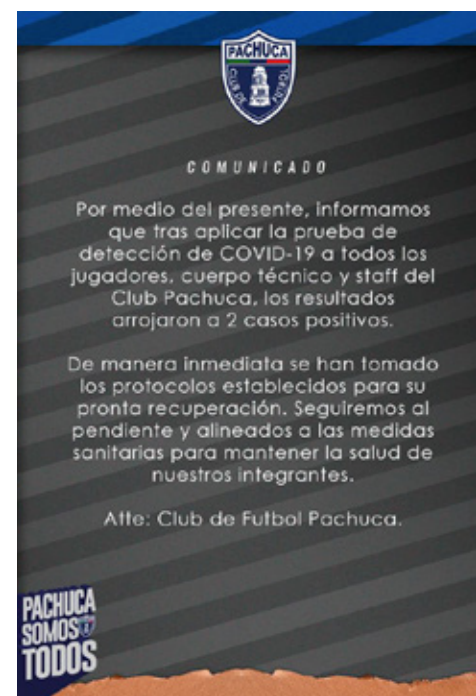 PACHUCA
CLUB DE FUTBOL
COMUNICADO
Por medio del presente, informamos
que tras aplicar la prueba de
detección de COVID-19 a todos los
jugadores, cuerpo técnico y staff del
Club Pachuca, los resultados
arrojaron a 2 casos positivos.
De manera inmediata se han tomado
los protocolos establecidos para su
pronta recuperación. Seguiremos al
pendiente y alineados a las medidas
sanitarias para mantener la salud de
nuestros integrantes.
Atte: Club de Futbol Pachuca.
PACHUCA
SOMOS
TODOS